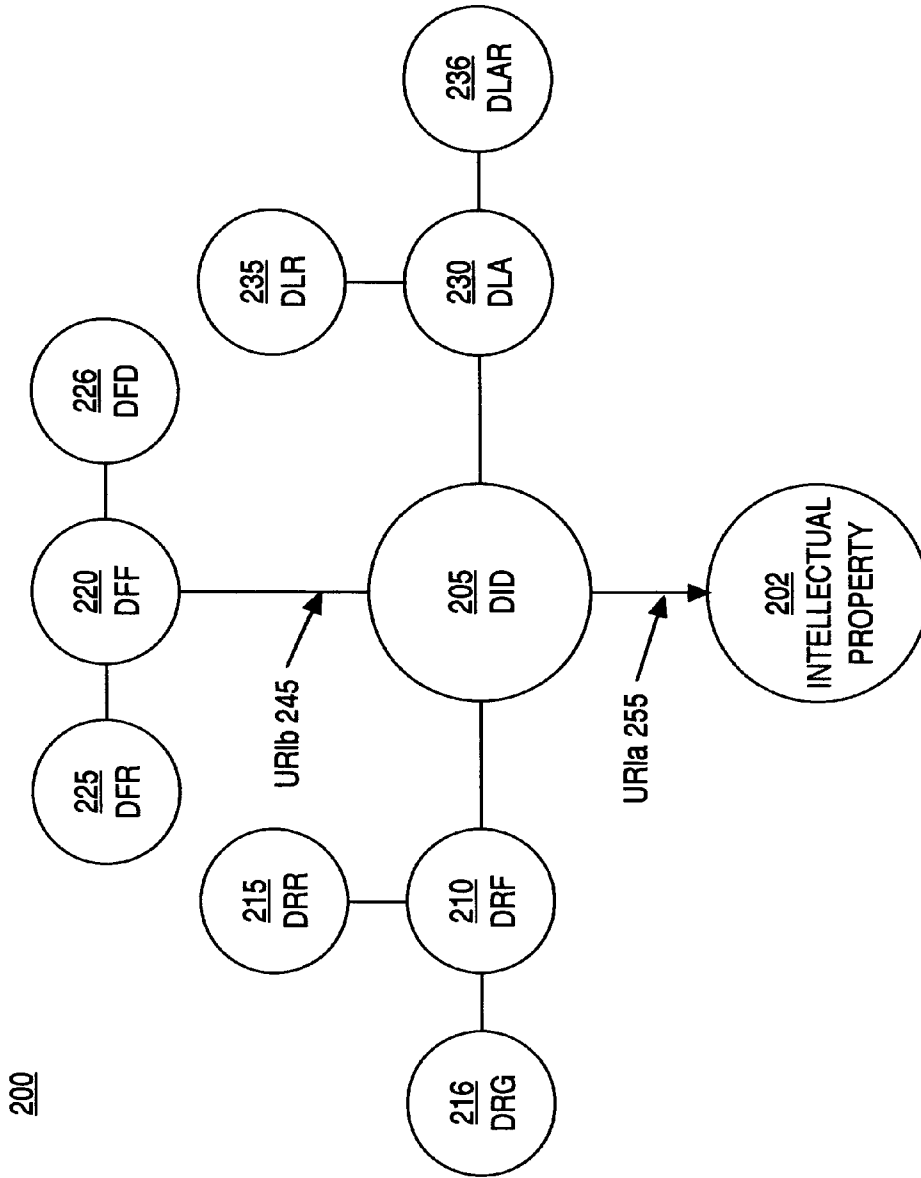 200
225
DFR
220
DFF
226
DFD
URIb 245
215
DRR
235
DLR
216
DRG
210
DRF
205
DID
230
DLA
236
DLAR
URIa 255
202
INTELLECTUAL
PROPERTY